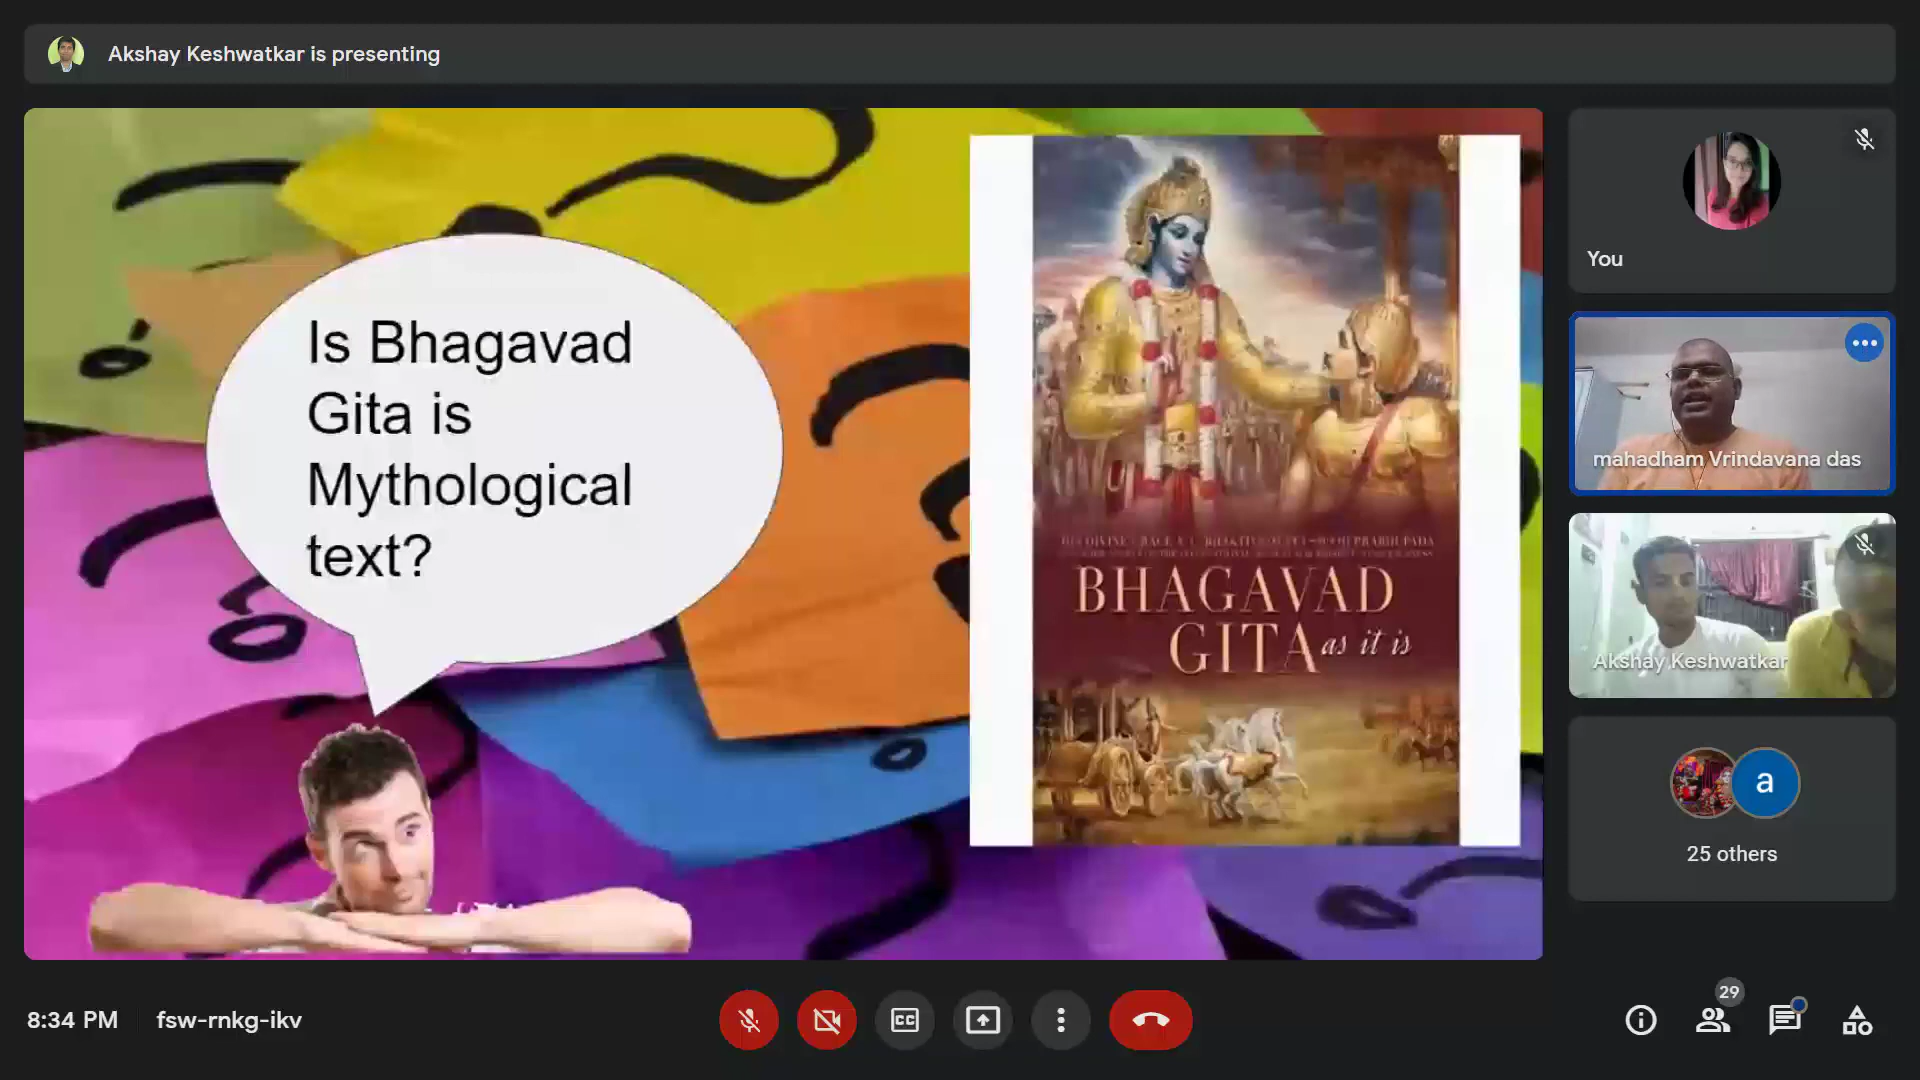 Akshay Keshwatkar is presenting
Is Bhagavad
Gita is
Mythological
text?
BHAGAVAD
GITA as it is
You
mahadham Vrindavana das
Akshay Keshwatkar
a
25 others
8:34 PM
fsw-rnkg-ikv
CC
29